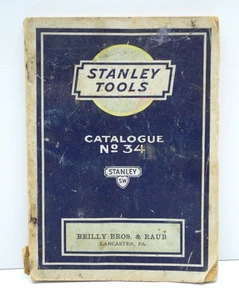 STANLEY
TOOLS
CATALOGUE
Nº 34
STANLEY
SW
REILLY BROS. & RAUB
LANCASTER, PA.